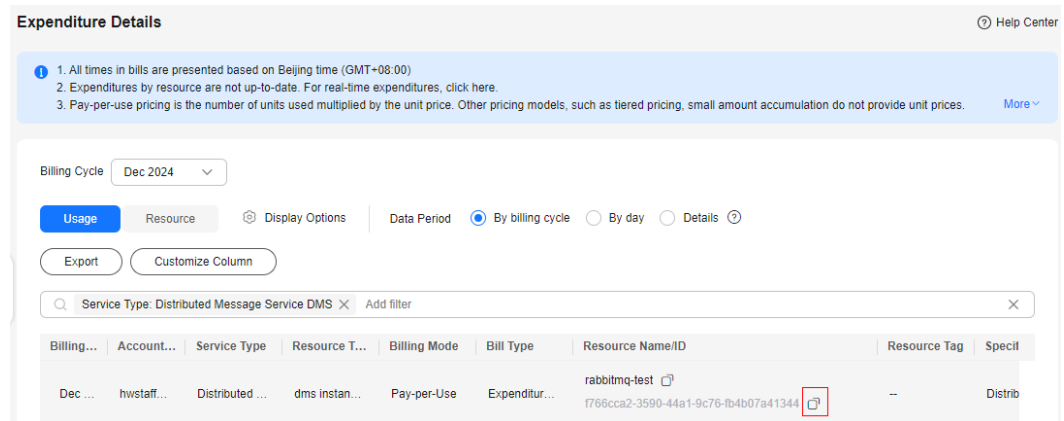 Expenditure Details
Help Center
1. All times in bills are presented based on Beijing time (GMT+08:00)
2. Expenditures by resource are not up-to-date. For real-time expenditures, click here.
3. Pay-per-use pricing is the number of units used multiplied by the unit price. Other pricing models, such as tiered pricing, small amount accumulation do not provide unit prices. More
Billing Cycle Dec 2024
Usage Resource Display Options Data Period By billing cycle By day Details
Export Customize Column
Service Type: Distributed Message Service DMS Add filter
Billing... Account... Service Type Resource T... Billing Mode Bill Type Resource Name/ID Resource Tag Specif
Dec ... hwstaff... Distributed ... dms instan... Pay-per-Use Expenditur... rabbitmq-test -- Distrib
f766cca2-3590-44a1-9c76-fb4b07a41344